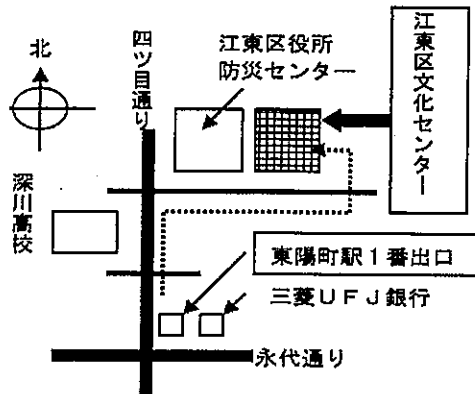 北
四ツ目通り
江東区役所
防災センター
江東区文化センター
深川高校
東陽町駅１番出口
三菱ＵＦＪ銀行
永代通り